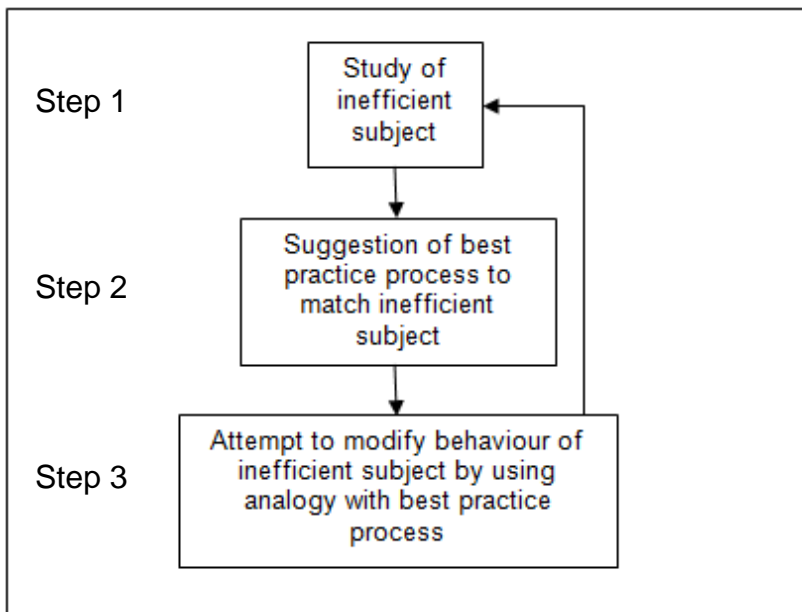 Step 1
Study of
inefficient
subject
Step 2
Suggestion of best
practice process to
match inefficient
subject
Step 3
Attempt to modify behaviour of
inefficient subject by using
analogy with best practice
process